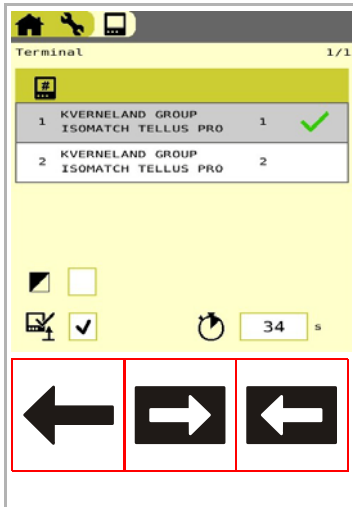 Terminal 1/1
#
1 KVERNELAND GROUP 1
ISOMATCH TELLUS PRO
2 KVERNELAND GROUP 2
ISOMATCH TELLUS PRO
34 s